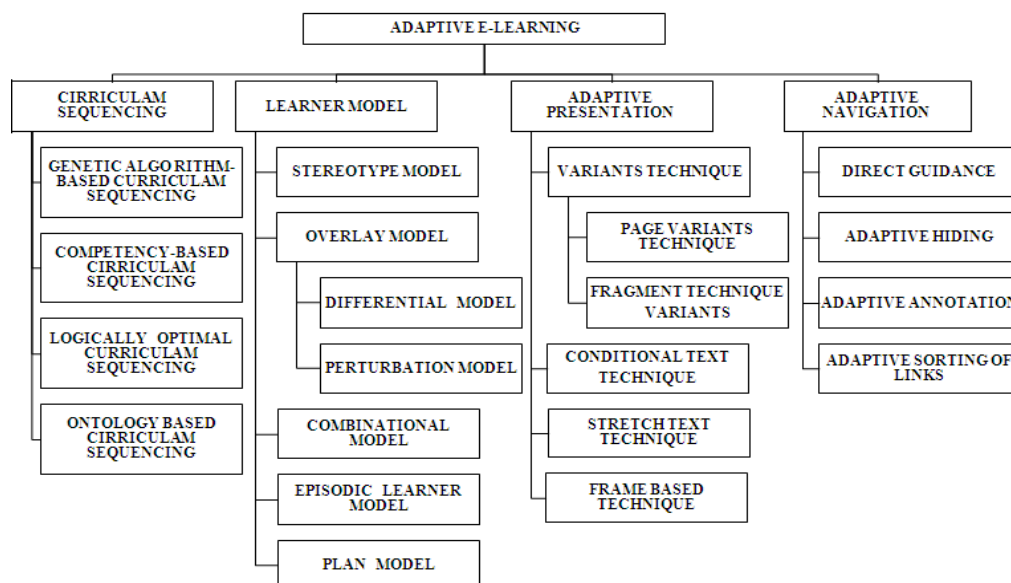 ADAPTIVE E-LEARNING
CIRRICULAM
SEQUENCING
GENETIC ALGO RITHM-
BASED CURRICULAM
SEQUENCING
COMPETENCY-BASED
CIRRICULAM
SEQUENCING
LOGICALLY OPTIMAL
CURRICULAM
SEQUENCING
ONTOLOGY BASED
CIRRICULAM
SEQUENCING
LEARNER MODEL
STEREOTYPE MODEL
OVERLAY MODEL
DIFFERENTIAL MODEL
PERTURBATION MODEL
COMBINATIONAL
MODEL
EPISODIC LEARNER
MODEL
PLAN MODEL
ADAPTIVE
PRESENTATION
VARIANTS TECHNIQUE
PAGE VARIANTS
TECHNIQUE
FRAGMENT TECHNIQUE
VARIANTS
CONDITIONAL TEXT
TECHNIQUE
STRETCH TEXT
TECHNIQUE
FRAME BASED
TECHNIQUE
ADAPTIVE
NAVIGATION
DIRECT GUIDANCE
ADAPTIVE HIDING
ADAPTIVE ANNOTATION
ADAPTIVE SORTING OF
LINKS